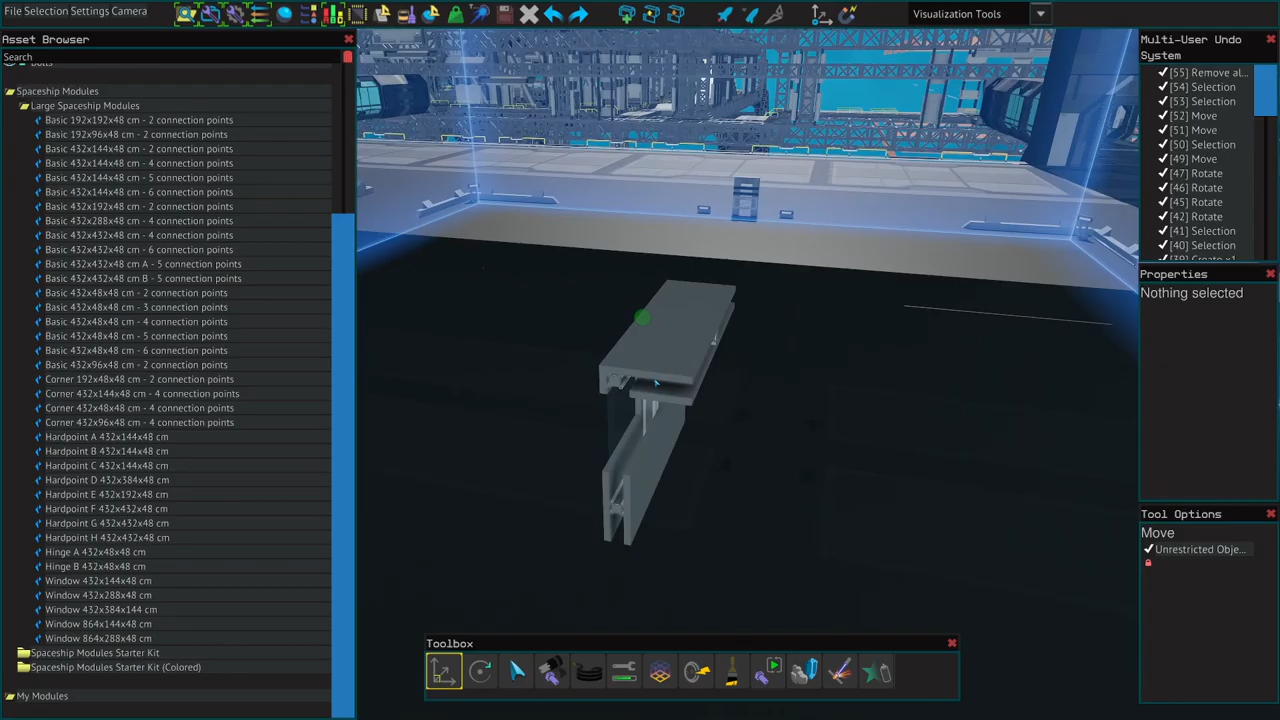 File Selection Settings Camera
Visualization Tools
Asset Browser
Search
Spaceship Modules
Large Spaceship Modules
Basic 192x192x48 cm - 2 connection points
Basic 192x96x48 cm - 2 connection points
Basic 432x144x48 cm - 2 connection points
Basic 432x144x48 cm - 4 connection points
Basic 432x144x48 cm - 5 connection points
Basic 432x144x48 cm - 6 connection points
Basic 432x192x48 cm - 2 connection points
Basic 432x288x48 cm - 4 connection points
Basic 432x432x48 cm - 4 connection points
Basic 432x432x48 cm - 6 connection points
Basic 432x432x48 cm A - 5 connection points
Basic 432x432x48 cm B - 5 connection points
Basic 432x48x48 cm - 2 connection points
Basic 432x48x48 cm - 3 connection points
Basic 432x48x48 cm - 4 connection points
Basic 432x48x48 cm - 5 connection points
Basic 432x48x48 cm - 6 connection points
Basic 432x96x48 cm - 2 connection points
Corner 192x48x48 cm - 2 connection points
Corner 432x144x48 cm - 4 connection points
Corner 432x48x48 cm - 4 connection points
Corner 432x96x48 cm - 4 connection points
Hardpoint A 432x144x48 cm
Hardpoint B 432x144x48 cm
Hardpoint C 432x144x48 cm
Hardpoint D 432x384x48 cm
Hardpoint E 432x192x48 cm
Hardpoint F 432x432x48 cm
Hardpoint G 432x432x48 cm
Hardpoint H 432x432x48 cm
Hinge A 432x48x48 cm
Hinge B 432x48x48 cm
Window 432x144x48 cm
Window 432x288x48 cm
Window 432x384x144 cm
Window 864x144x48 cm
Window 864x288x48 cm
Spaceship Modules Starter Kit
Spaceship Modules Starter Kit (Colored)
My Modules
Toolbox
Multi-User Undo
System
[55] Remove al...
[54] Selection
[53] Selection
[52] Move
[51] Move
[50] Selection
[49] Move
[47] Rotate
[46] Rotate
[45] Rotate
[42] Rotate
[41] Selection
[40] Selection
[39] Create x1
Properties
Nothing selected
Tool Options
Move
Unrestricted Obje...